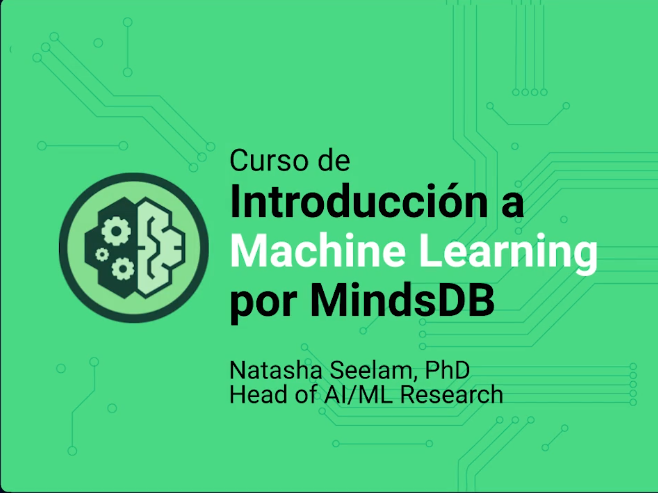 Curso de
Introducción a
Machine Learning
por MindsDB
Natasha Seelam, PhD
Head of AI/ML Research